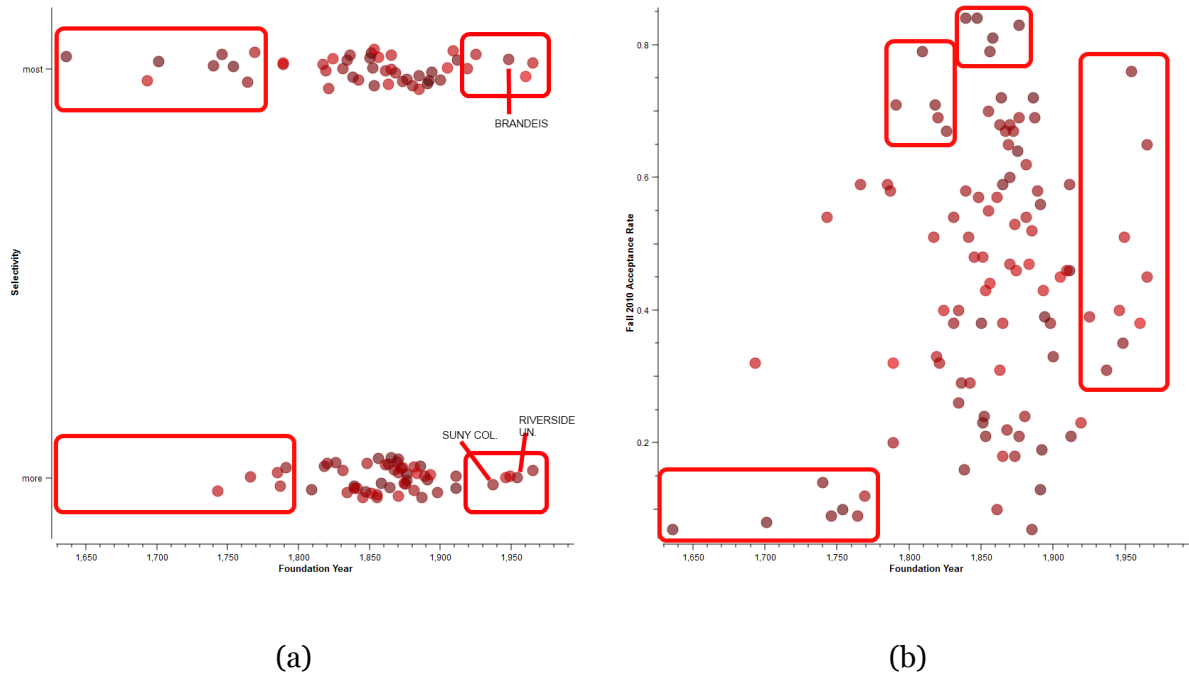 most
BRANDEIS
Selectivity
SUNY COL.
RIVERSIDE
UN.
more
1,650
1,700
1,750
1,800
1,850
1,900
1,950
Foundation Year
(a)
0.8
0.6
0.4
0.2
Fall 2010 Acceptance Rate
1,650
1,700
1,750
1,800
1,850
1,900
1,950
Foundation Year
(b)